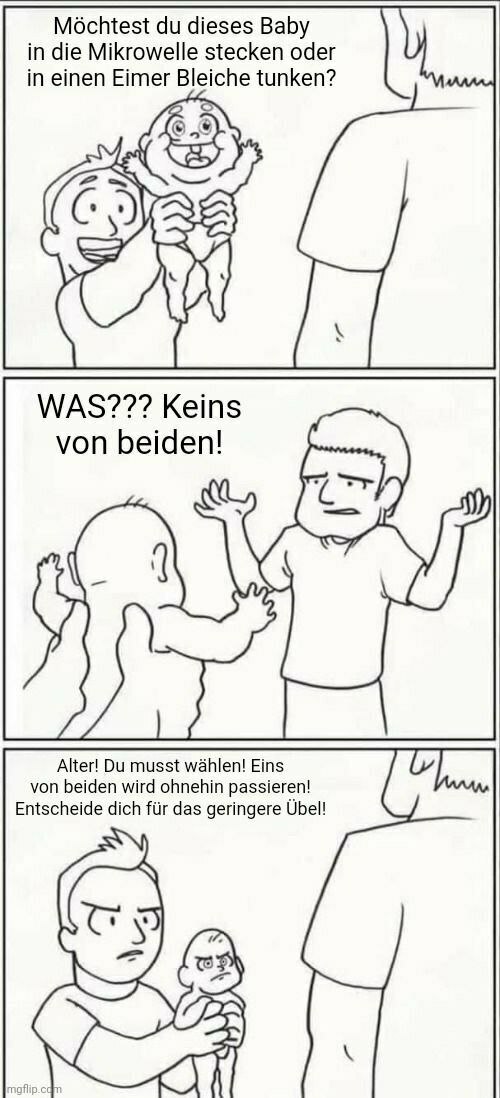 Möchtest du dieses Baby
in die Mikrowelle stecken oder
in einen Eimer Bleiche tunken?
WAS??? Keins
von beiden!
Alter! Du musst wählen! Eins
von beiden wird ohnehin passieren!
Entscheide dich für das geringere Übel!
imgflip.com